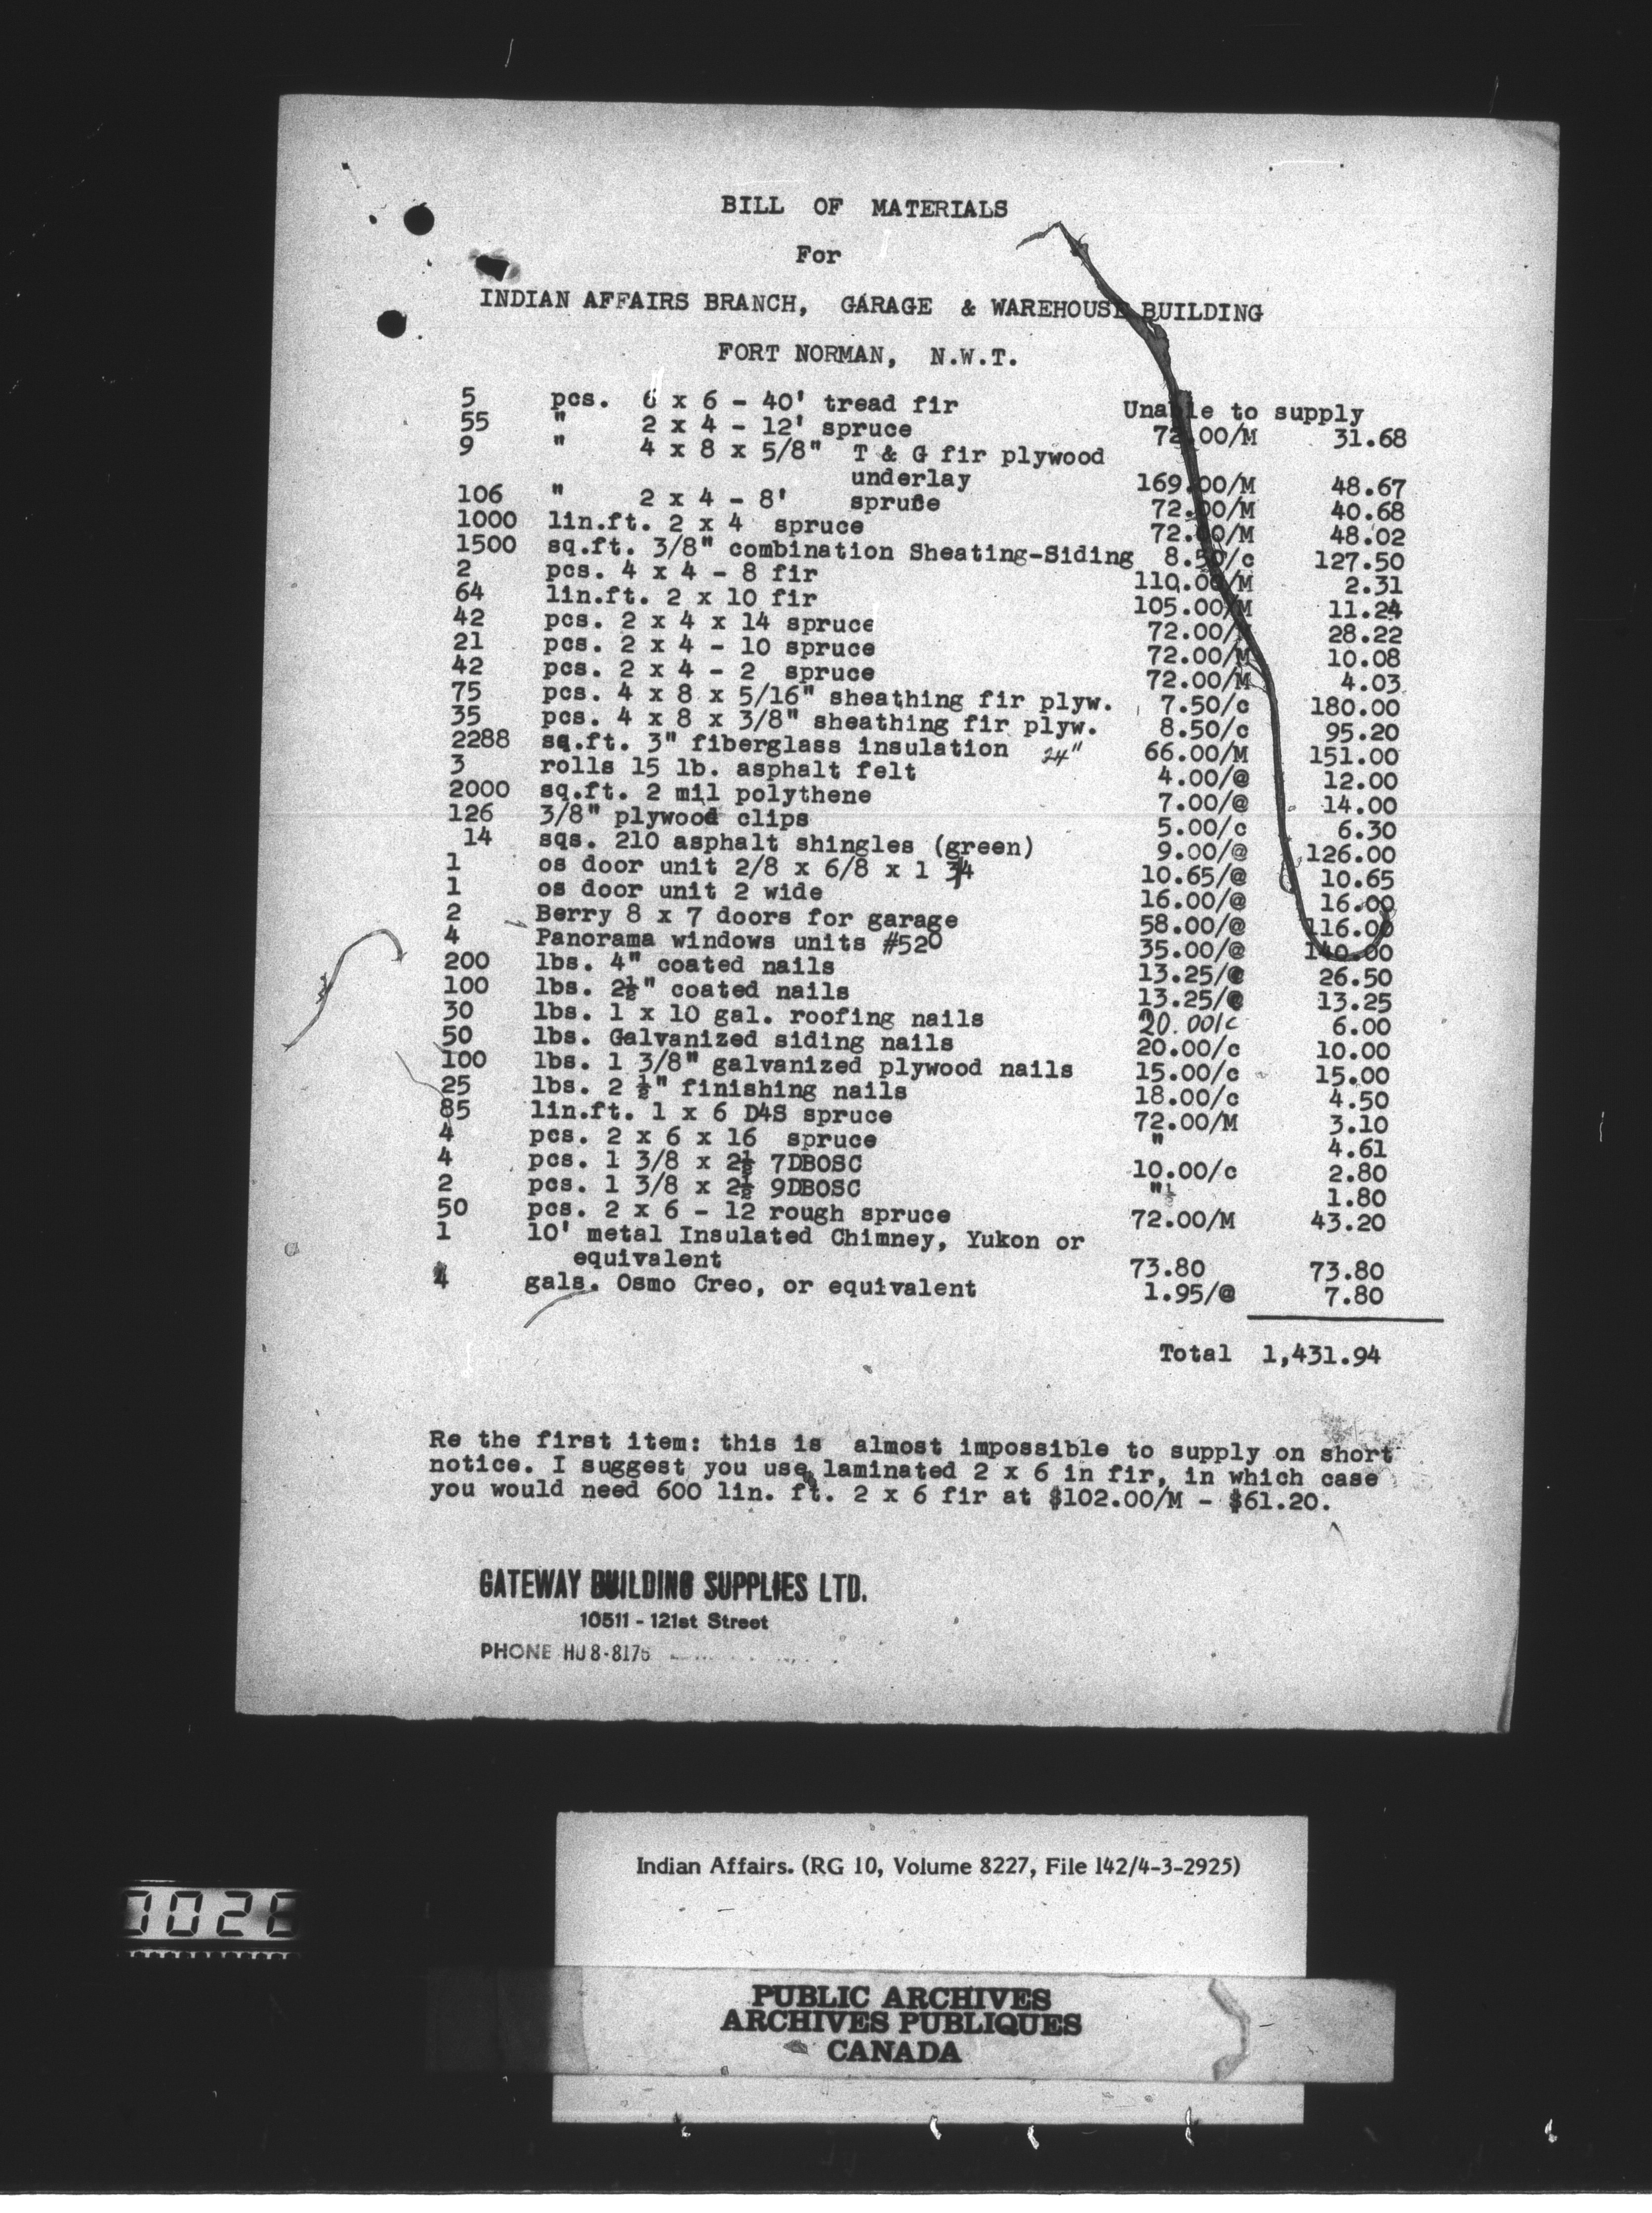 BILL OF MATERIALS
For
INDIAN AFFAIRS BRANCH, GARAGE & WAREHOUSE BUILDING
FORT NORMAN, N.W.T.
5 pcs. 6 x 6 - 40' tread fir Unable to supply
55 " 2 x 4 - 12' spruce 72.00/M 31.68
9 " 4 x 8 x 5/8" T & G fir plywood
underlay 169.00/M 48.67
106 " 2 x 4 - 8' spruce 72.00/M 40.68
1000 lin.ft. 2 x 4 spruce 72.00/M 48.02
1500 sq.ft. 3/8" combination Sheating-Siding 8.50/c 127.50
2 pcs. 4 x 4 - 8 fir 110.00/M 2.31
64 lin.ft. 2 x 10 fir 105.00/M 11.24
42 pcs. 2 x 4 x 14 spruce 72.00/M 28.22
21 pcs. 2 x 4 - 10 spruce 72.00/M 10.08
42 pcs. 2 x 4 - 2 spruce 72.00/M 4.03
75 pcs. 4 x 8 x 5/16" sheathing fir plyw. 7.50/c 180.00
35 pcs. 4 x 8 x 3/8" sheathing fir plyw. 8.50/c 95.20
2288 sq.ft. 3" fiberglass insulation 24" 66.00/M 151.00
3 rolls 15 lb. asphalt felt 4.00/@ 12.00
2000 sq.ft. 2 mil polythene 7.00/@ 14.00
126 3/8" plywood clips 5.00/c 6.30
14 sqs. 210 asphalt shingles (green) 9.00/@ 126.00
1 os door unit 2/8 x 6/8 x 1 3/4 10.65/@ 10.65
1 os door unit 2 wide 16.00/@ 16.00
2 Berry 8 x 7 doors for garage 58.00/@ 116.00
4 Panorama windows units #520 35.00/@ 140.00
200 lbs. 4" coated nails 13.25/@ 26.50
100 lbs. 2½" coated nails 13.25/@ 13.25
30 lbs. 1 x 10 gal. roofing nails 20.00/c 6.00
50 lbs. Galvanized siding nails 20.00/c 10.00
100 lbs. 1 3/8" galvanized plywood nails 15.00/c 15.00
25 lbs. 2 ½" finishing nails 18.00/c 4.50
85 lin.ft. 1 x 6 D4S spruce 72.00/M 3.10
4 pcs. 2 x 6 x 16 spruce " 4.61
4 pcs. 1 3/8 x 2½ 7DBOSC 10.00/c 2.80
2 pcs. 1 3/8 x 2½ 9DBOSC " 1.80
50 pcs. 2 x 6 - 12 rough spruce 72.00/M 43.20
1 10' metal Insulated Chimney, Yukon or
equivalent 73.80 73.80
4 gals. Osmo Creo, or equivalent 1.95/@ 7.80
Total 1,431.94
Re the first item: this is almost impossible to supply on short
notice. I suggest you use laminated 2 x 6 in fir, in which case
you would need 600 lin. ft. 2 x 6 fir at $102.00/M - $61.20.
GATEWAY BUILDING SUPPLIES LTD.
10511 - 121st Street
PHONE HU 8-8176
Indian Affairs. (RG 10, Volume 8227, File 142/4-3-2925)
PUBLIC ARCHIVES
ARCHIVES PUBLIQUES
CANADA